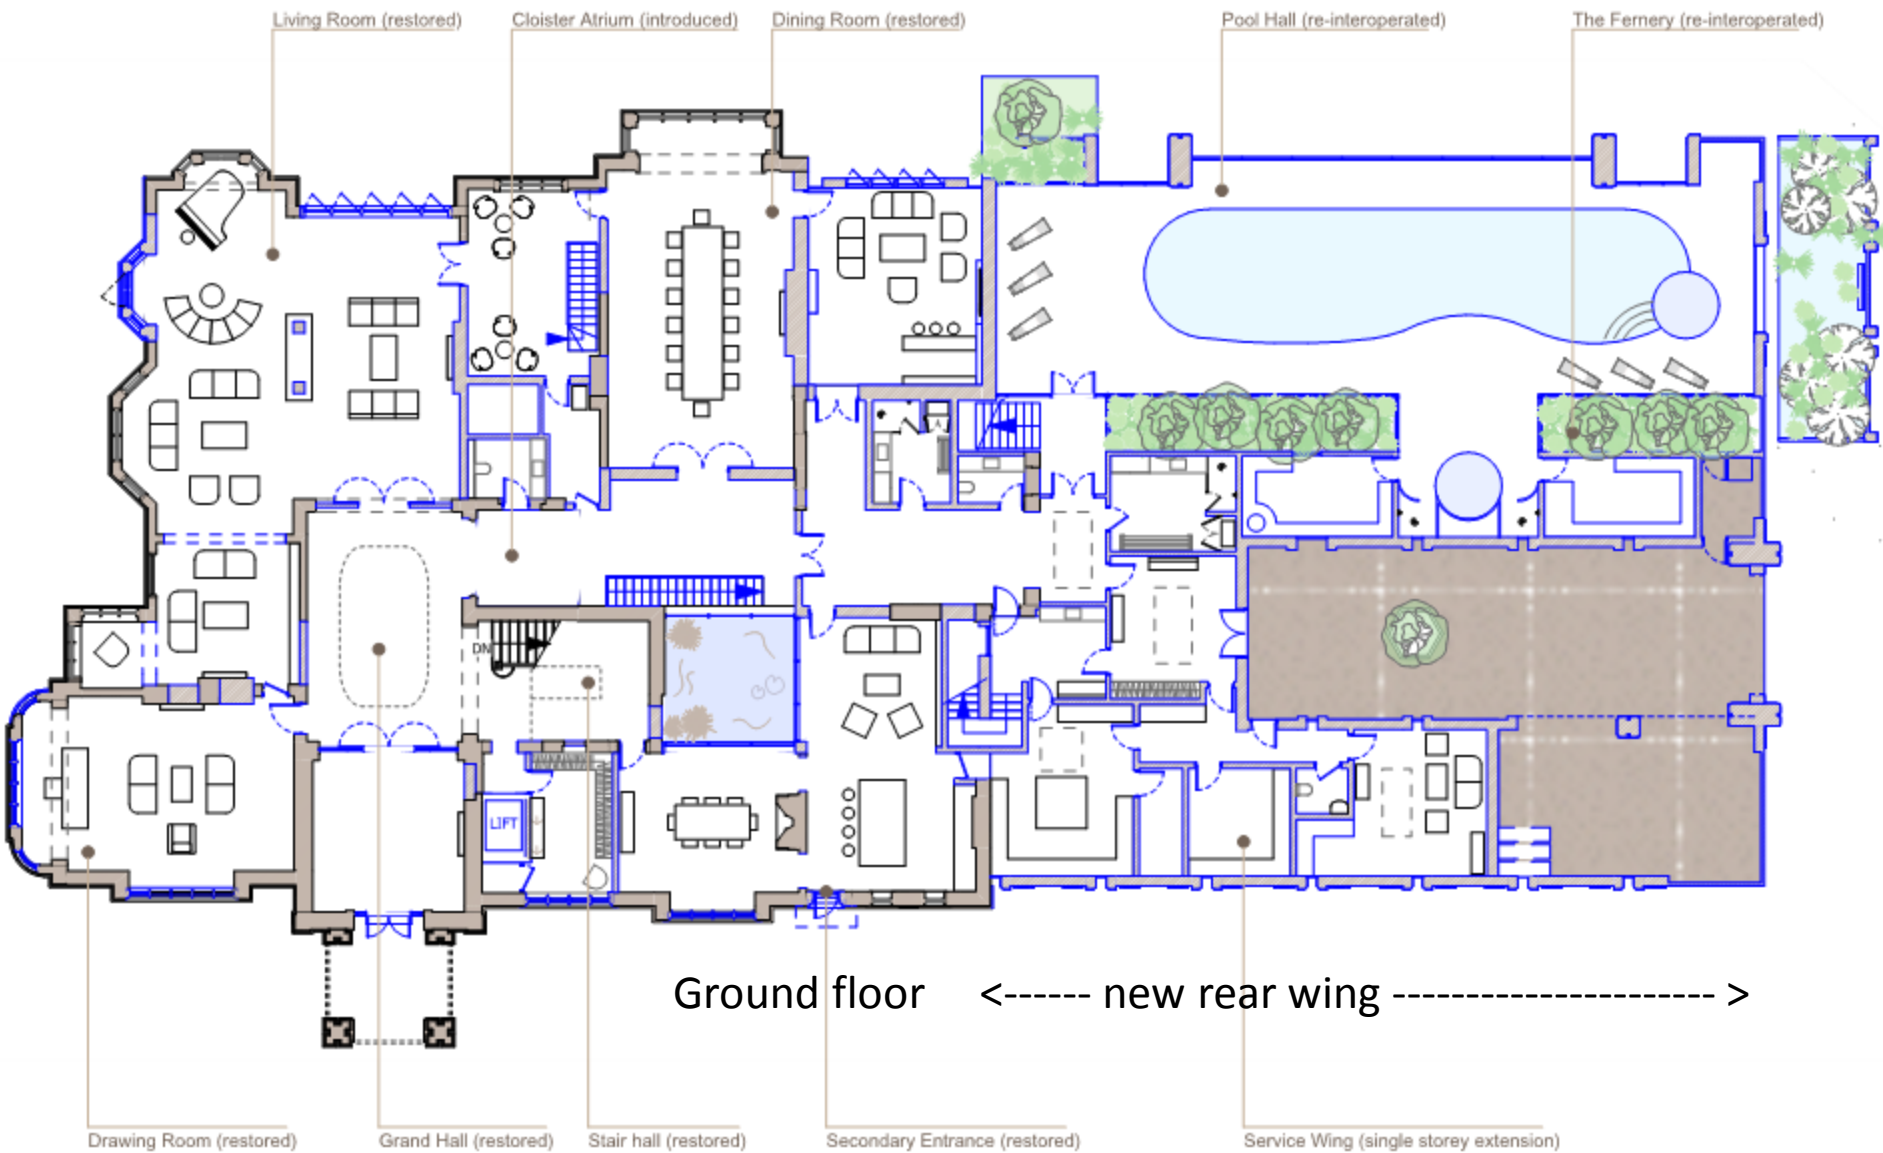 Living Room (restored)
Cloister Atrium (introduced)
Dining Room (restored)
Pool Hall (re-interoperated)
The Fernery (re-interoperated)
DN
LIFT
Ground floor <------ new rear wing ---------------------- >
Drawing Room (restored)
Grand Hall (restored)
Stair hall (restored)
Secondary Entrance (restored)
Service Wing (single storey extension)